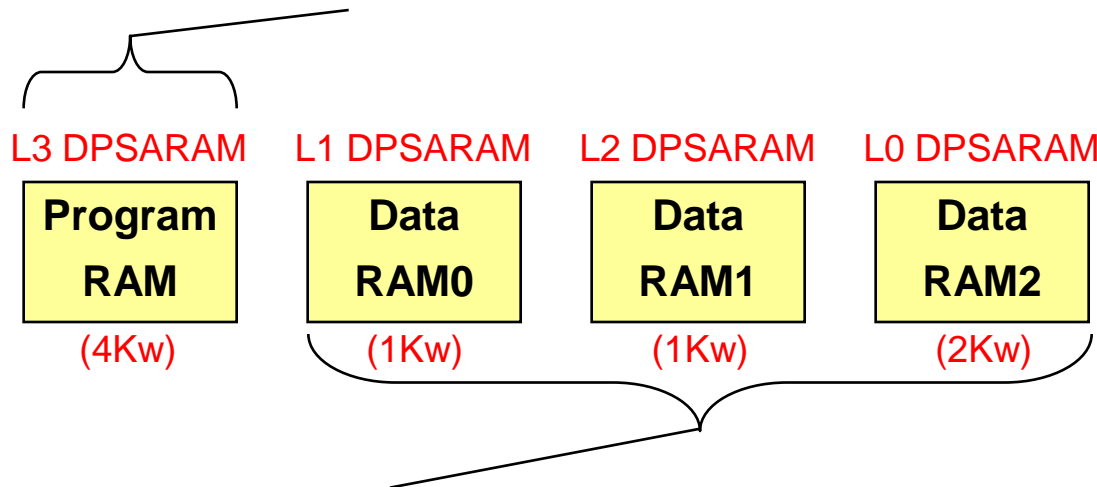 L3 DPSARAM L1 DPSARAM L2 DPSARAM L0 DPSARAM
Program Data Data Data
RAM RAM0 RAM1 RAM2
(4Kw) (1Kw) (1Kw) (2Kw)